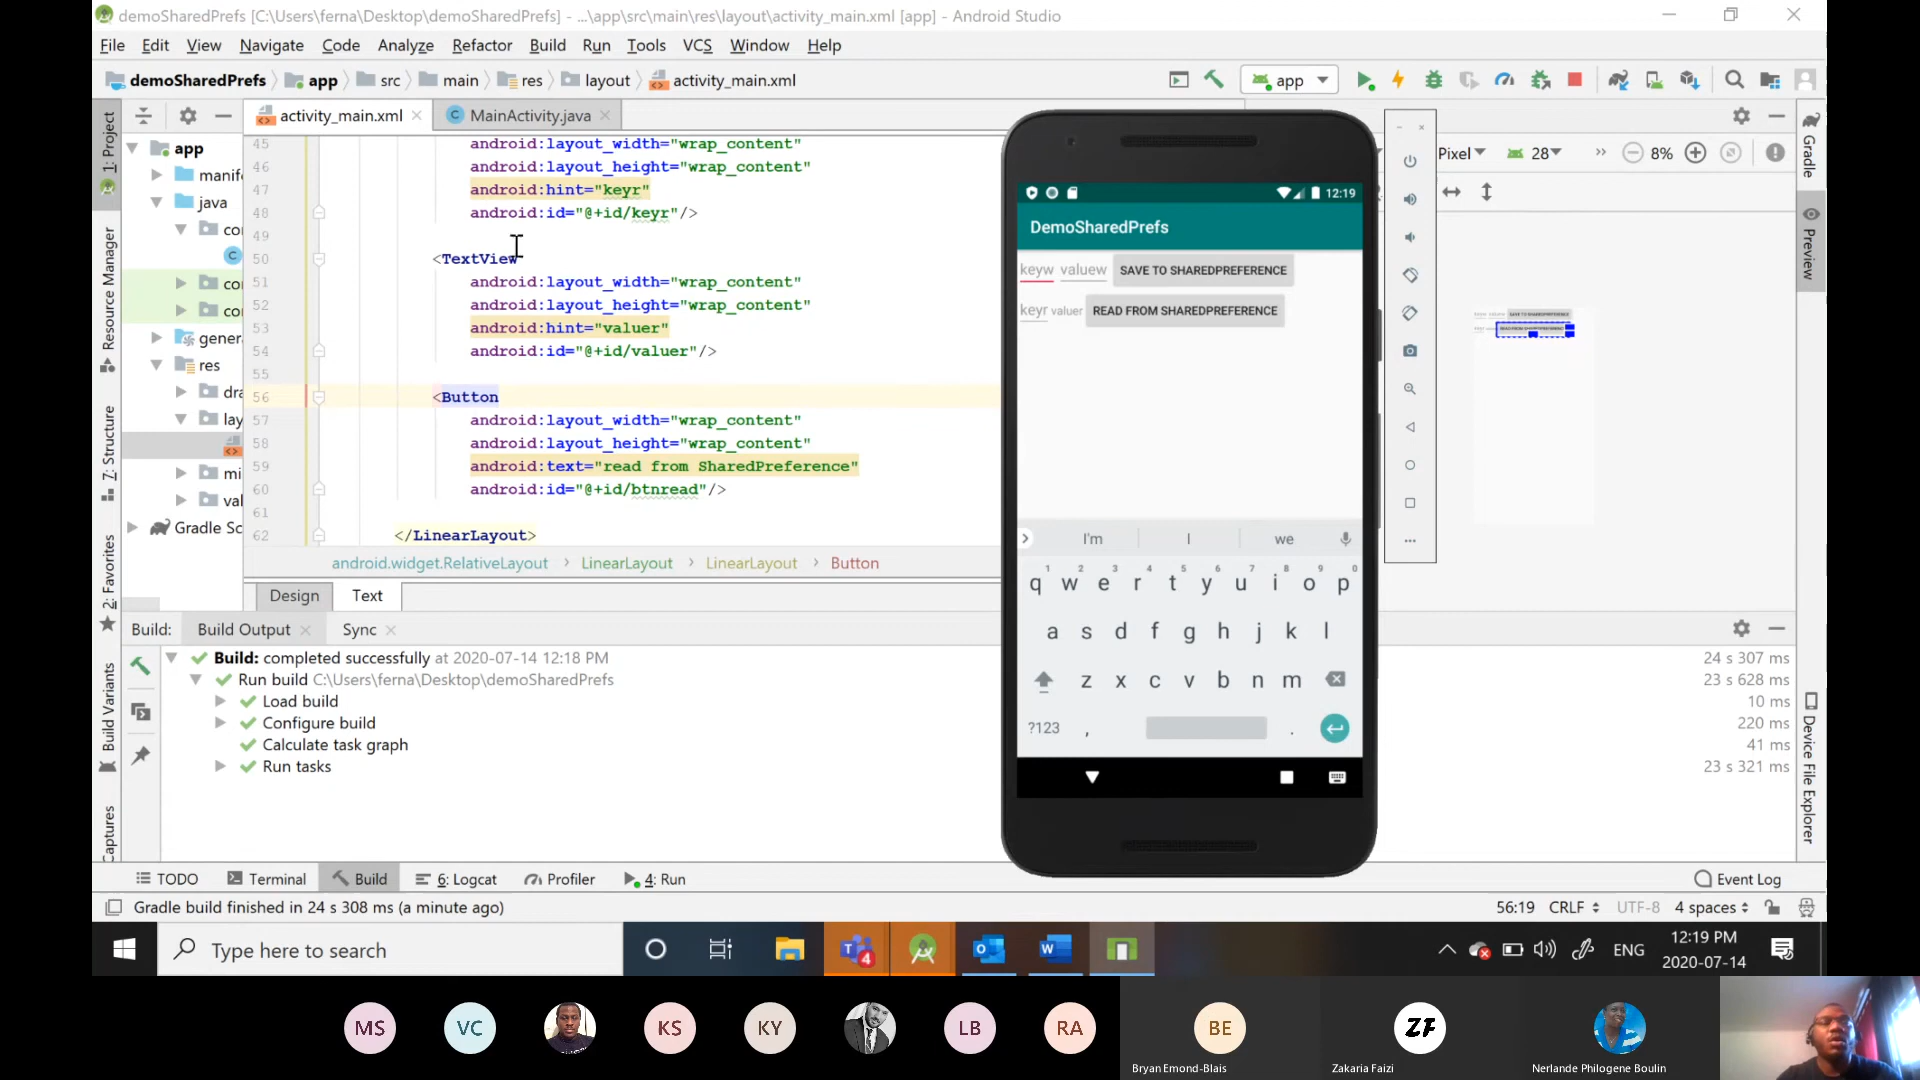 demoSharedPrefs [C:\Users\ferna\Desktop\demoSharedPrefs] - ...\app\src\main\res\layout\activity_main.xml [app] - Android Studio
File Edit View Navigate Code Analyze Refactor Build Run Tools VCS Window Help
demoSharedPrefs app src main res layout activity_main.xml
app
activity_main.xml MainActivity.java
1: Project
Resource Manager
7: Structure
2: Favorites
Build Variants
Captures
app
manif
java
co
co
co
gener
res
dra
lay
mi
val
Gradle Sc
45 android:layout_width="wrap_content"
46 android:layout_height="wrap_content"
47 android:hint="keyr"
48 android:id="@+id/keyr"/>
49
50 <TextView
51 android:layout_width="wrap_content"
52 android:layout_height="wrap_content"
53 android:hint="valuer"
54 android:id="@+id/valuer"/>
55
56 <Button
57 android:layout_width="wrap_content"
58 android:layout_height="wrap_content"
59 android:text="read from SharedPreference"
60 android:id="@+id/btnread"/>
61
62 </LinearLayout>
android.widget.RelativeLayout LinearLayout LinearLayout Button
Design Text
12:19
DemoSharedPrefs
keyw valuew SAVE TO SHAREDPREFERENCE
keyr valuer READ FROM SHAREDPREFERENCE
I'm I we
1 2 3 4 5 6 7 8 9 0
q w e r t y u i o p
a s d f g h j k l
z x c v b n m
?123 , .
Pixel 28 8%
Gradle
Preview
Device File Explorer
Build: Build Output Sync
Build: completed successfully at 2020-07-14 12:18 PM 24 s 307 ms
Run build C:\Users\ferna\Desktop\demoSharedPrefs 23 s 628 ms
Load build 10 ms
Configure build 220 ms
Calculate task graph 41 ms
Run tasks 23 s 321 ms
TODO Terminal Build 6: Logcat Profiler 4: Run Event Log
Gradle build finished in 24 s 308 ms (a minute ago) 56:19 CRLF UTF-8 4 spaces
Type here to search
4
ENG
12:19 PM
2020-07-14
MS VC KS KY LB RA BE ZF
Bryan Emond-Blais Zakaria Faizi Nerlande Philogene Boulin